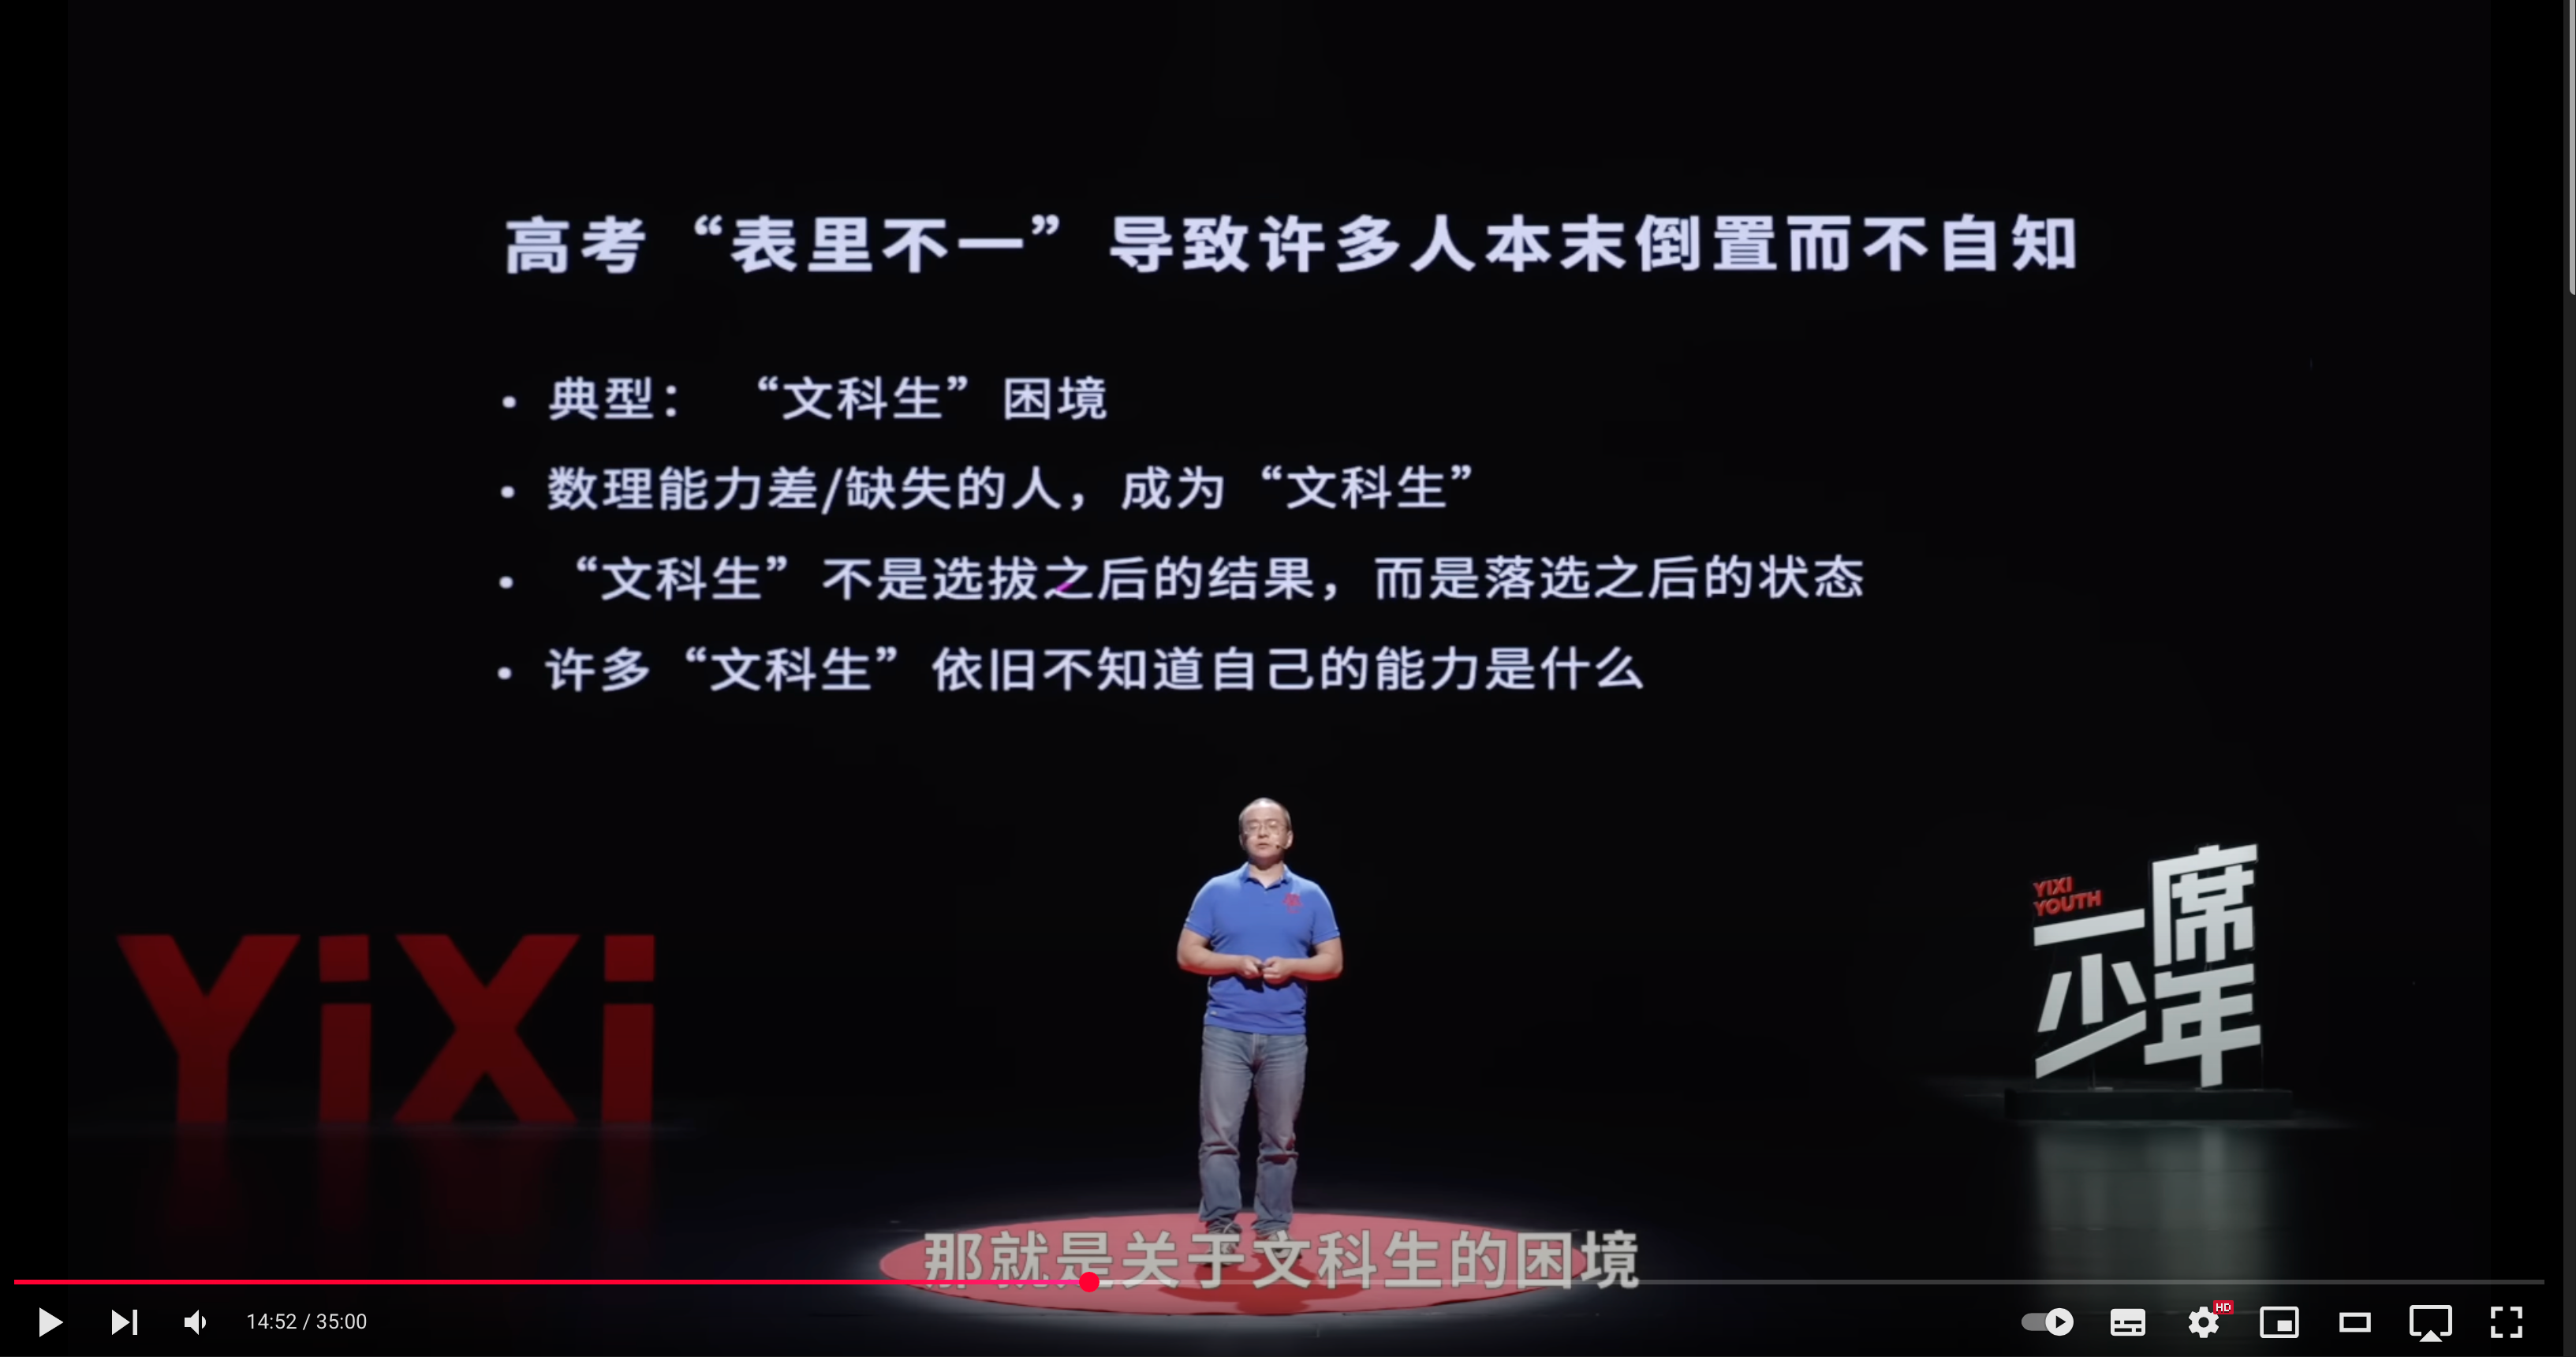 高考“表里不一”导致许多人本末倒置而不自知
• 典型：“文科生”困境
• 数理能力差/缺失的人，成为“文科生”
• “文科生”不是选拔之后的结果，而是落选之后的状态
• 许多“文科生”依旧不知道自己的能力是什么
YiXi
YIXI
YOUTH
一席
少年
那就是关于文科生的困境
14:52 / 35:00
HD